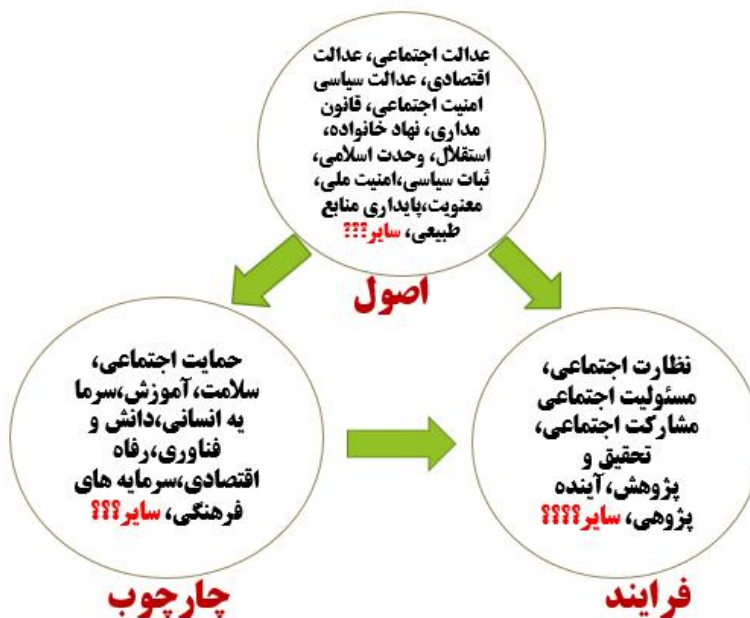 عدالت اجتماعی، عدالت
اقتصادی، عدالت سیاسی
امنیت اجتماعی، قانون
مداری، نهاد خانواده،
استقلال، وحدت اسلامی،
ثبات سیاسی،امنیت ملی،
معنویت،پایداری منابع
طبیعی، سایر؟؟؟
اصول
نظارت اجتماعی،
مسئولیت اجتماعی
مشارکت اجتماعی،
تحقیق و
پژوهش،آینده
پژوهی، سایر؟؟؟؟
فرایند
حمایت اجتماعی،
سلامت،آموزش،سرما
یه انسانی،دانش و
فناوری،رفاه
اقتصادی،سرمایه های
فرهنگی، سایر؟؟؟
چارچوب